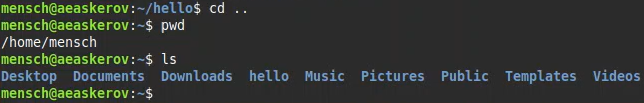 mensch@aeaskerov:~/hello$ cd ..
mensch@aeaskerov:~$ pwd
/home/mensch
mensch@aeaskerov:~$ ls
Desktop  Documents  Downloads  hello  Music  Pictures  Public  Templates  Videos
mensch@aeaskerov:~$